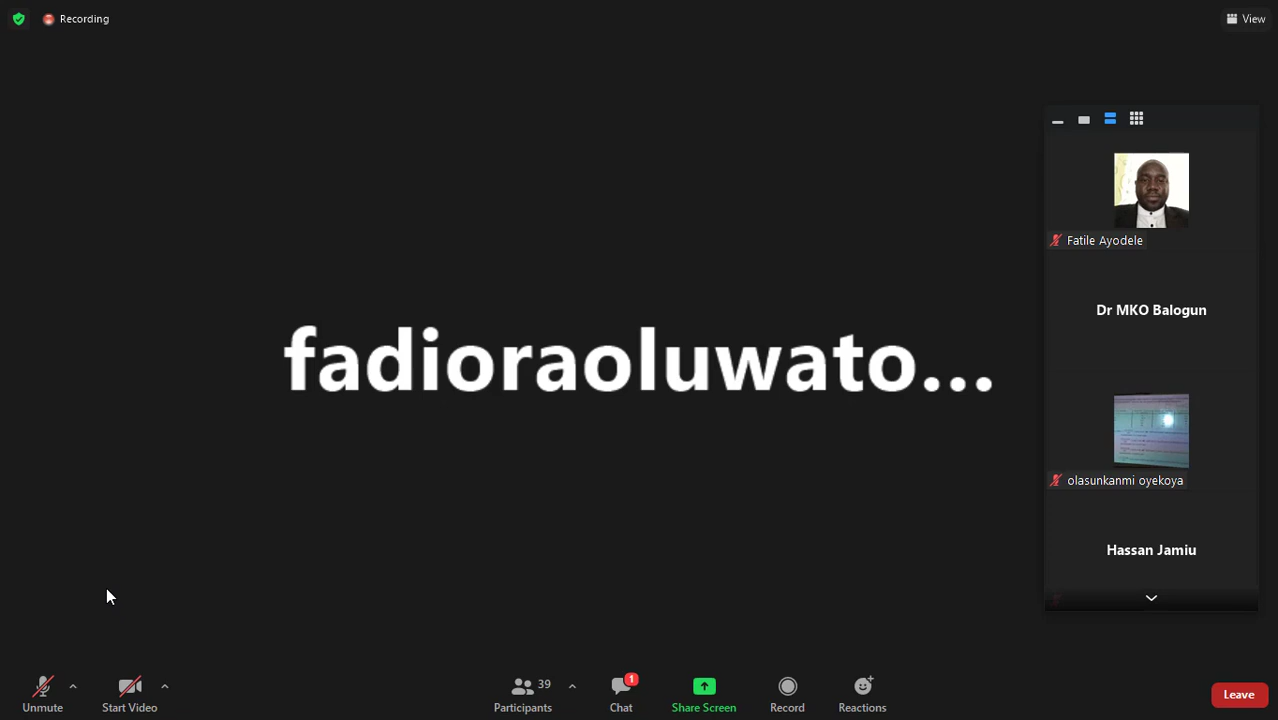 Recording
View
Fatile Ayodele
Dr MKO Balogun
fadioraoluwato...
olasunkanmi oyekoya
Hassan Jamiu
39
1
Unmute
Start Video
Participants
Chat
Share Screen
Record
Reactions
Leave